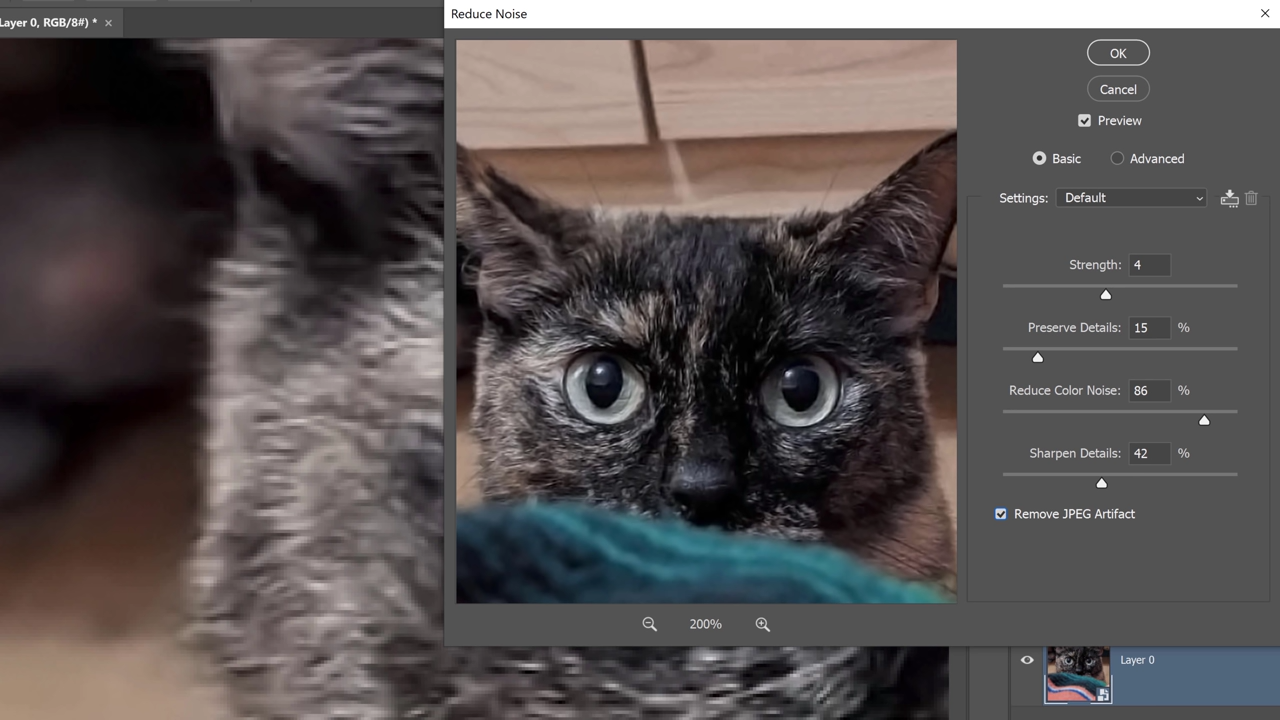 Reduce Noise
Layer 0, RGB/8#) *
OK
Cancel
Preview
Basic
Advanced
Settings:
Default
Strength:
4
Preserve Details:
15
%
Reduce Color Noise:
86
%
Sharpen Details:
42
%
Remove JPEG Artifact
200%
Layer 0